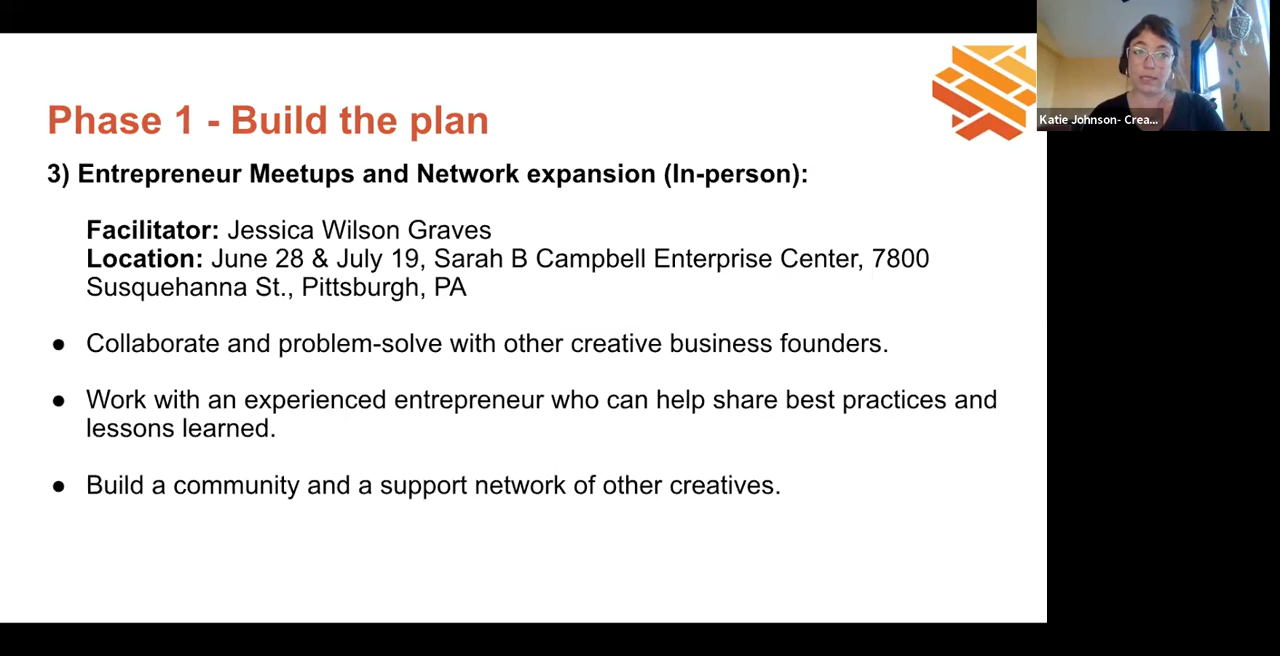 Phase 1 - Build the plan
3) Entrepreneur Meetups and Network expansion (In-person):
Facilitator: Jessica Wilson Graves
Location: June 28 & July 19, Sarah B Campbell Enterprise Center, 7800
Susquehanna St., Pittsburgh, PA
● Collaborate and problem-solve with other creative business founders.
● Work with an experienced entrepreneur who can help share best practices and
lessons learned.
● Build a community and a support network of other creatives.
Katie Johnson- Crea...